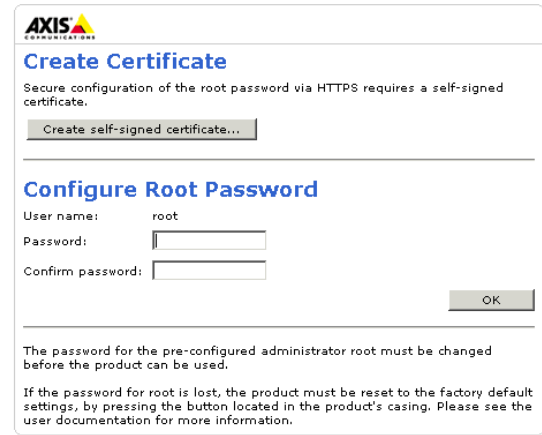 AXIS
COMMUNICATIONS
Create Certificate
Secure configuration of the root password via HTTPS requires a self-signed
certificate.
Create self-signed certificate...
Configure Root Password
User name: root
Password:
Confirm password:
OK
The password for the pre-configured administrator root must be changed
before the product can be used.
If the password for root is lost, the product must be reset to the factory default
settings, by pressing the button located in the product's casing. Please see the
user documentation for more information.